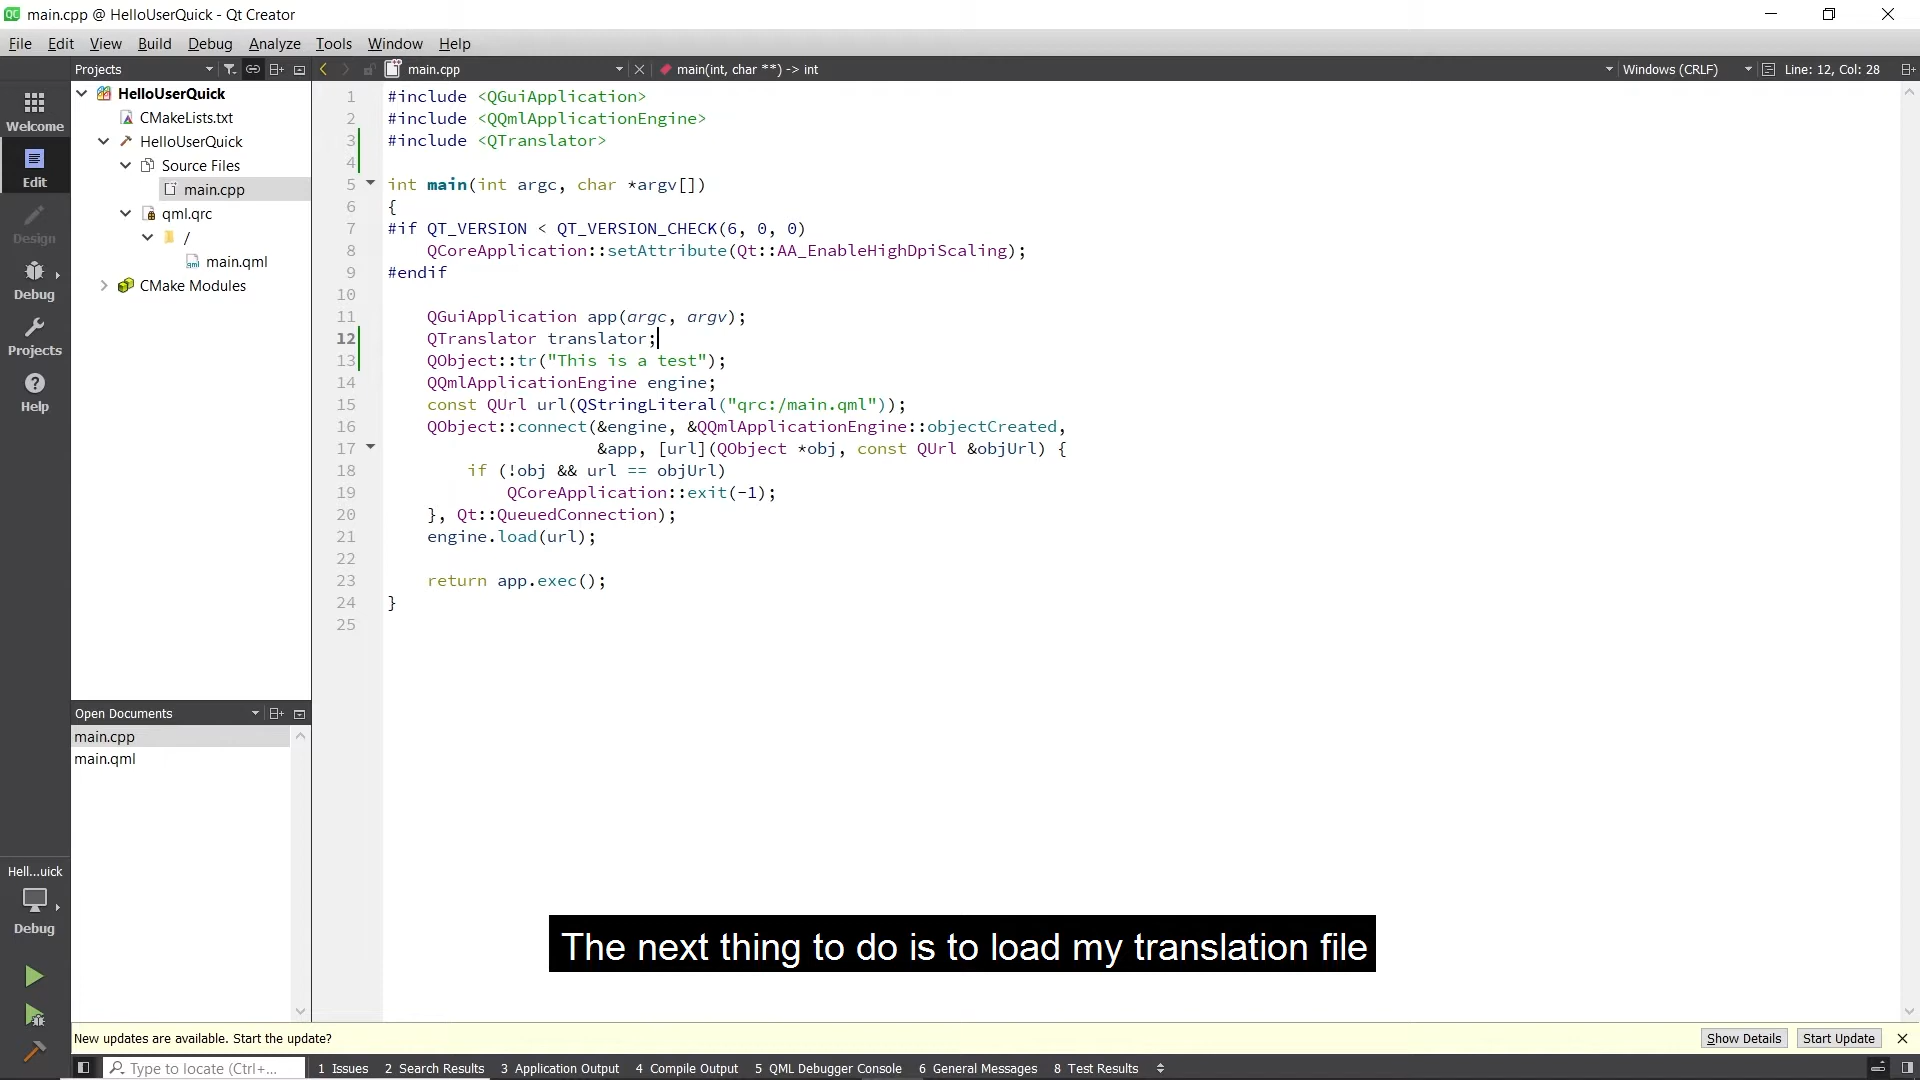 main.cpp @ HelloUserQuick - Qt Creator
File Edit View Build Debug Analyze Tools Window Help
Projects main.cpp main(int, char **) -> int Windows (CRLF) Line: 12, Col: 28
Welcome
Edit
Design
Debug
Projects
Help
HelloUserQuick
CMakeLists.txt
HelloUserQuick
Source Files
main.cpp
qml.qrc
/
main.qml
CMake Modules
1 #include <QGuiApplication>
2 #include <QQmlApplicationEngine>
3 #include <QTranslator>
4
5 int main(int argc, char *argv[])
6 {
7 #if QT_VERSION < QT_VERSION_CHECK(6, 0, 0)
8 QCoreApplication::setAttribute(Qt::AA_EnableHighDpiScaling);
9 #endif
10
11 QGuiApplication app(argc, argv);
12 QTranslator translator;
13 QObject::tr("This is a test");
14 QQmlApplicationEngine engine;
15 const QUrl url(QStringLiteral("qrc:/main.qml"));
16 QObject::connect(&engine, &QQmlApplicationEngine::objectCreated,
17 &app, [url](QObject *obj, const QUrl &objUrl) {
18 if (!obj && url == objUrl)
19 QCoreApplication::exit(-1);
20 }, Qt::QueuedConnection);
21 engine.load(url);
22
23 return app.exec();
24 }
25
Open Documents
main.cpp
main.qml
Hell...uick
Debug
The next thing to do is to load my translation file
New updates are available. Start the update? Show Details Start Update
Type to locate (Ctrl+... 1 Issues 2 Search Results 3 Application Output 4 Compile Output 5 QML Debugger Console 6 General Messages 8 Test Results